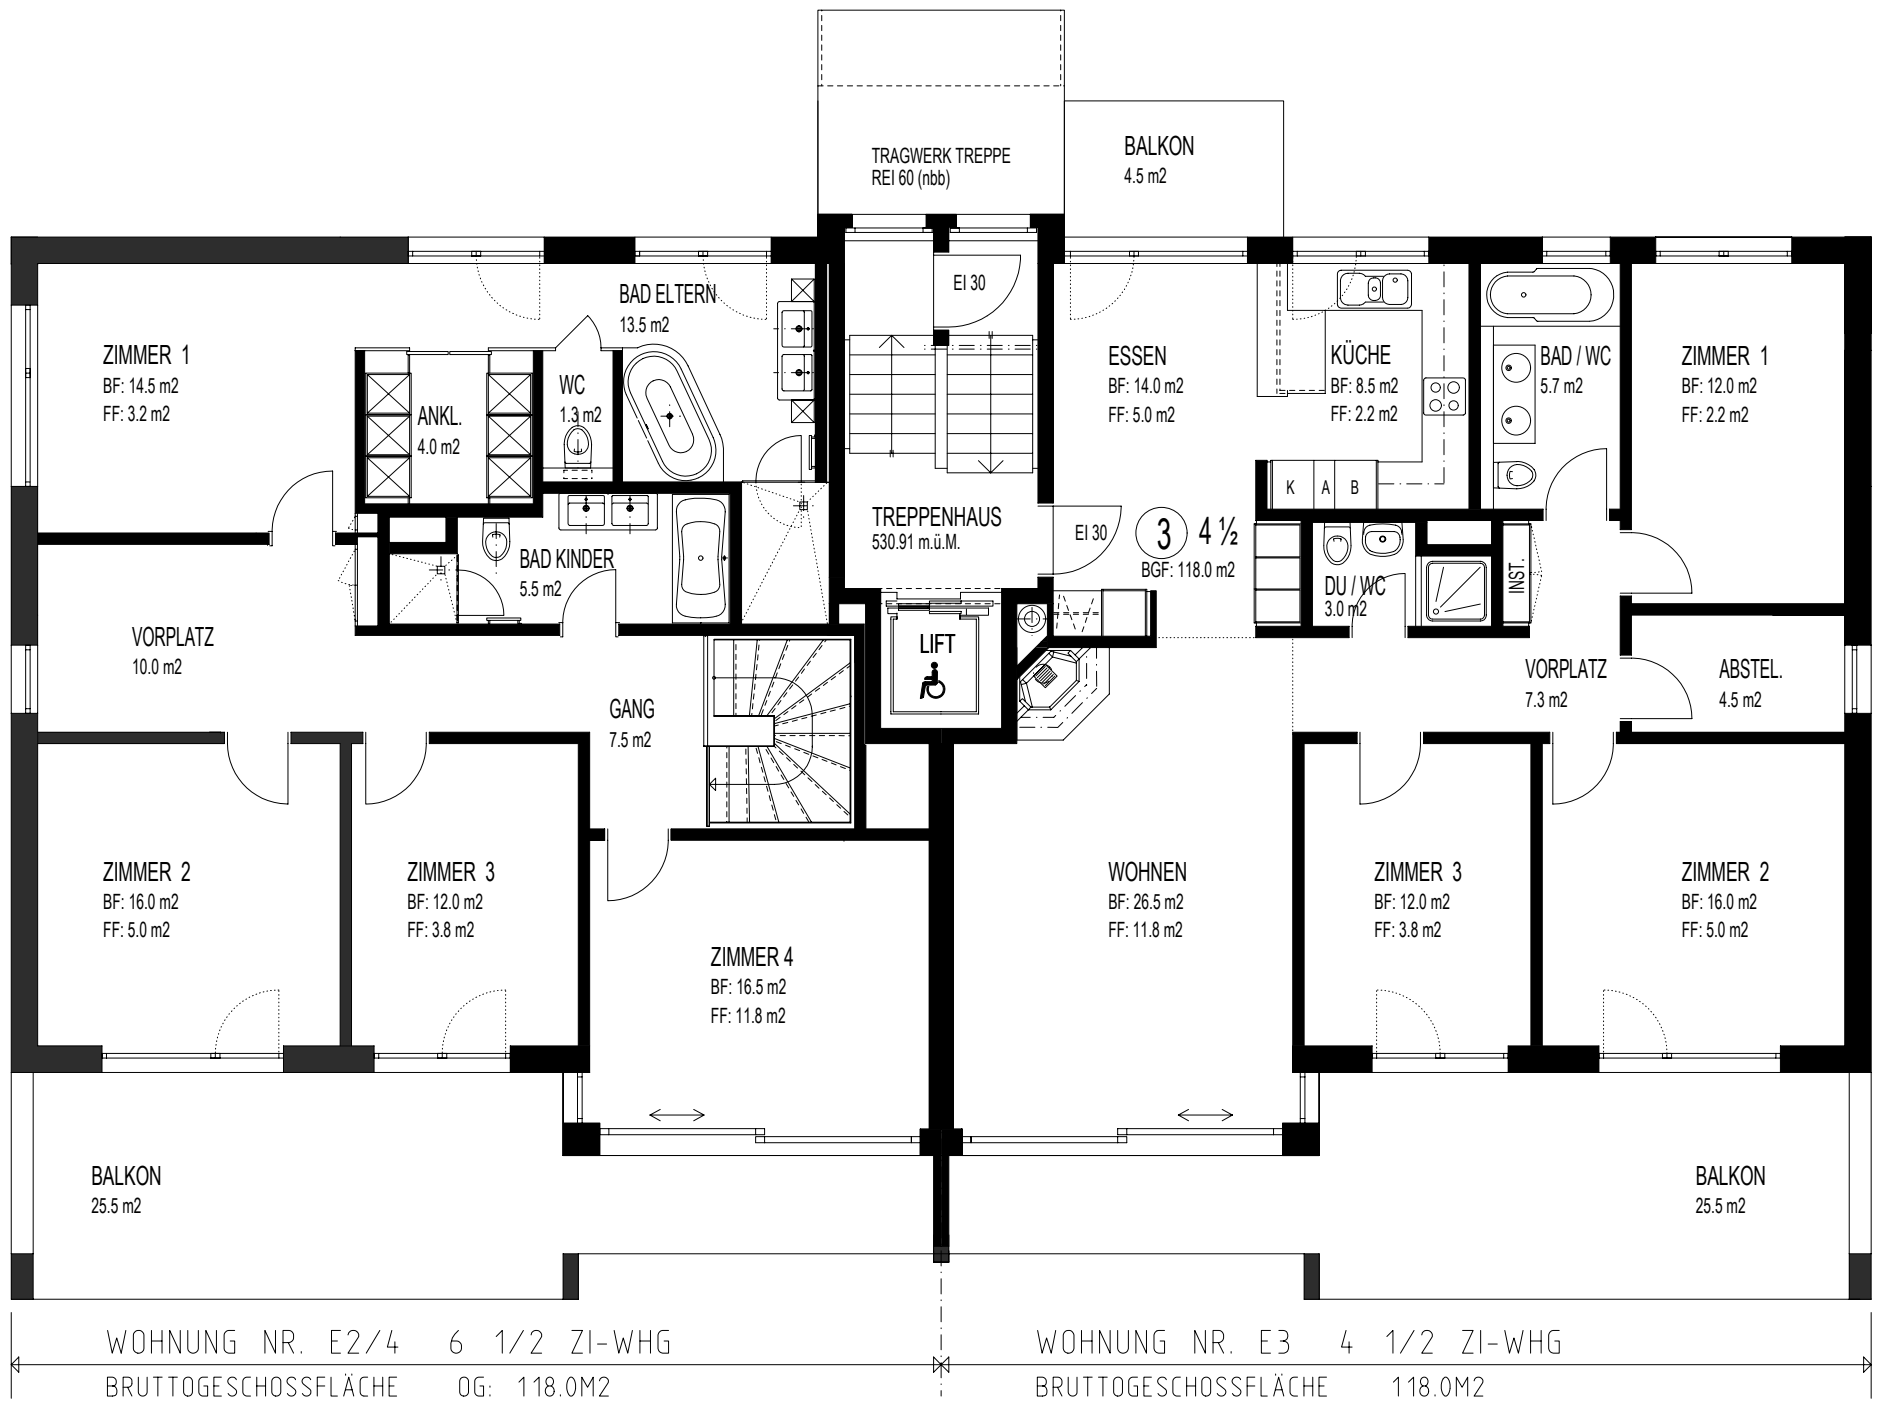 TRAGWERK TREPPE
REI 60 (nbb)
BALKON
4.5 m2
EI 30
BAD ELTERN
13.5 m2
ZIMMER 1
BF: 14.5 m2
FF: 3.2 m2
ANKL.
4.0 m2
WC
1.3 m2
ESSEN
BF: 14.0 m2
FF: 5.0 m2
KÜCHE
BF: 8.5 m2
FF: 2.2 m2
BAD / WC
5.7 m2
ZIMMER 1
BF: 12.0 m2
FF: 2.2 m2
K A B
TREPPENHAUS
530.91 m.ü.M.
EI 30
3 4 ½
BGF: 118.0 m2
BAD KINDER
5.5 m2
DU / WC
3.0 m2
INST.
VORPLATZ
10.0 m2
LIFT
GANG
7.5 m2
VORPLATZ
7.3 m2
ABSTEL.
4.5 m2
ZIMMER 2
BF: 16.0 m2
FF: 5.0 m2
ZIMMER 3
BF: 12.0 m2
FF: 3.8 m2
ZIMMER 4
BF: 16.5 m2
FF: 11.8 m2
WOHNEN
BF: 26.5 m2
FF: 11.8 m2
ZIMMER 3
BF: 12.0 m2
FF: 3.8 m2
ZIMMER 2
BF: 16.0 m2
FF: 5.0 m2
BALKON
25.5 m2
BALKON
25.5 m2
WOHNUNG NR. E2/4 6 1/2 ZI-WHG
BRUTTOGESCHOSSFLÄCHE OG: 118.0M2
WOHNUNG NR. E3 4 1/2 ZI-WHG
BRUTTOGESCHOSSFLÄCHE 118.0M2